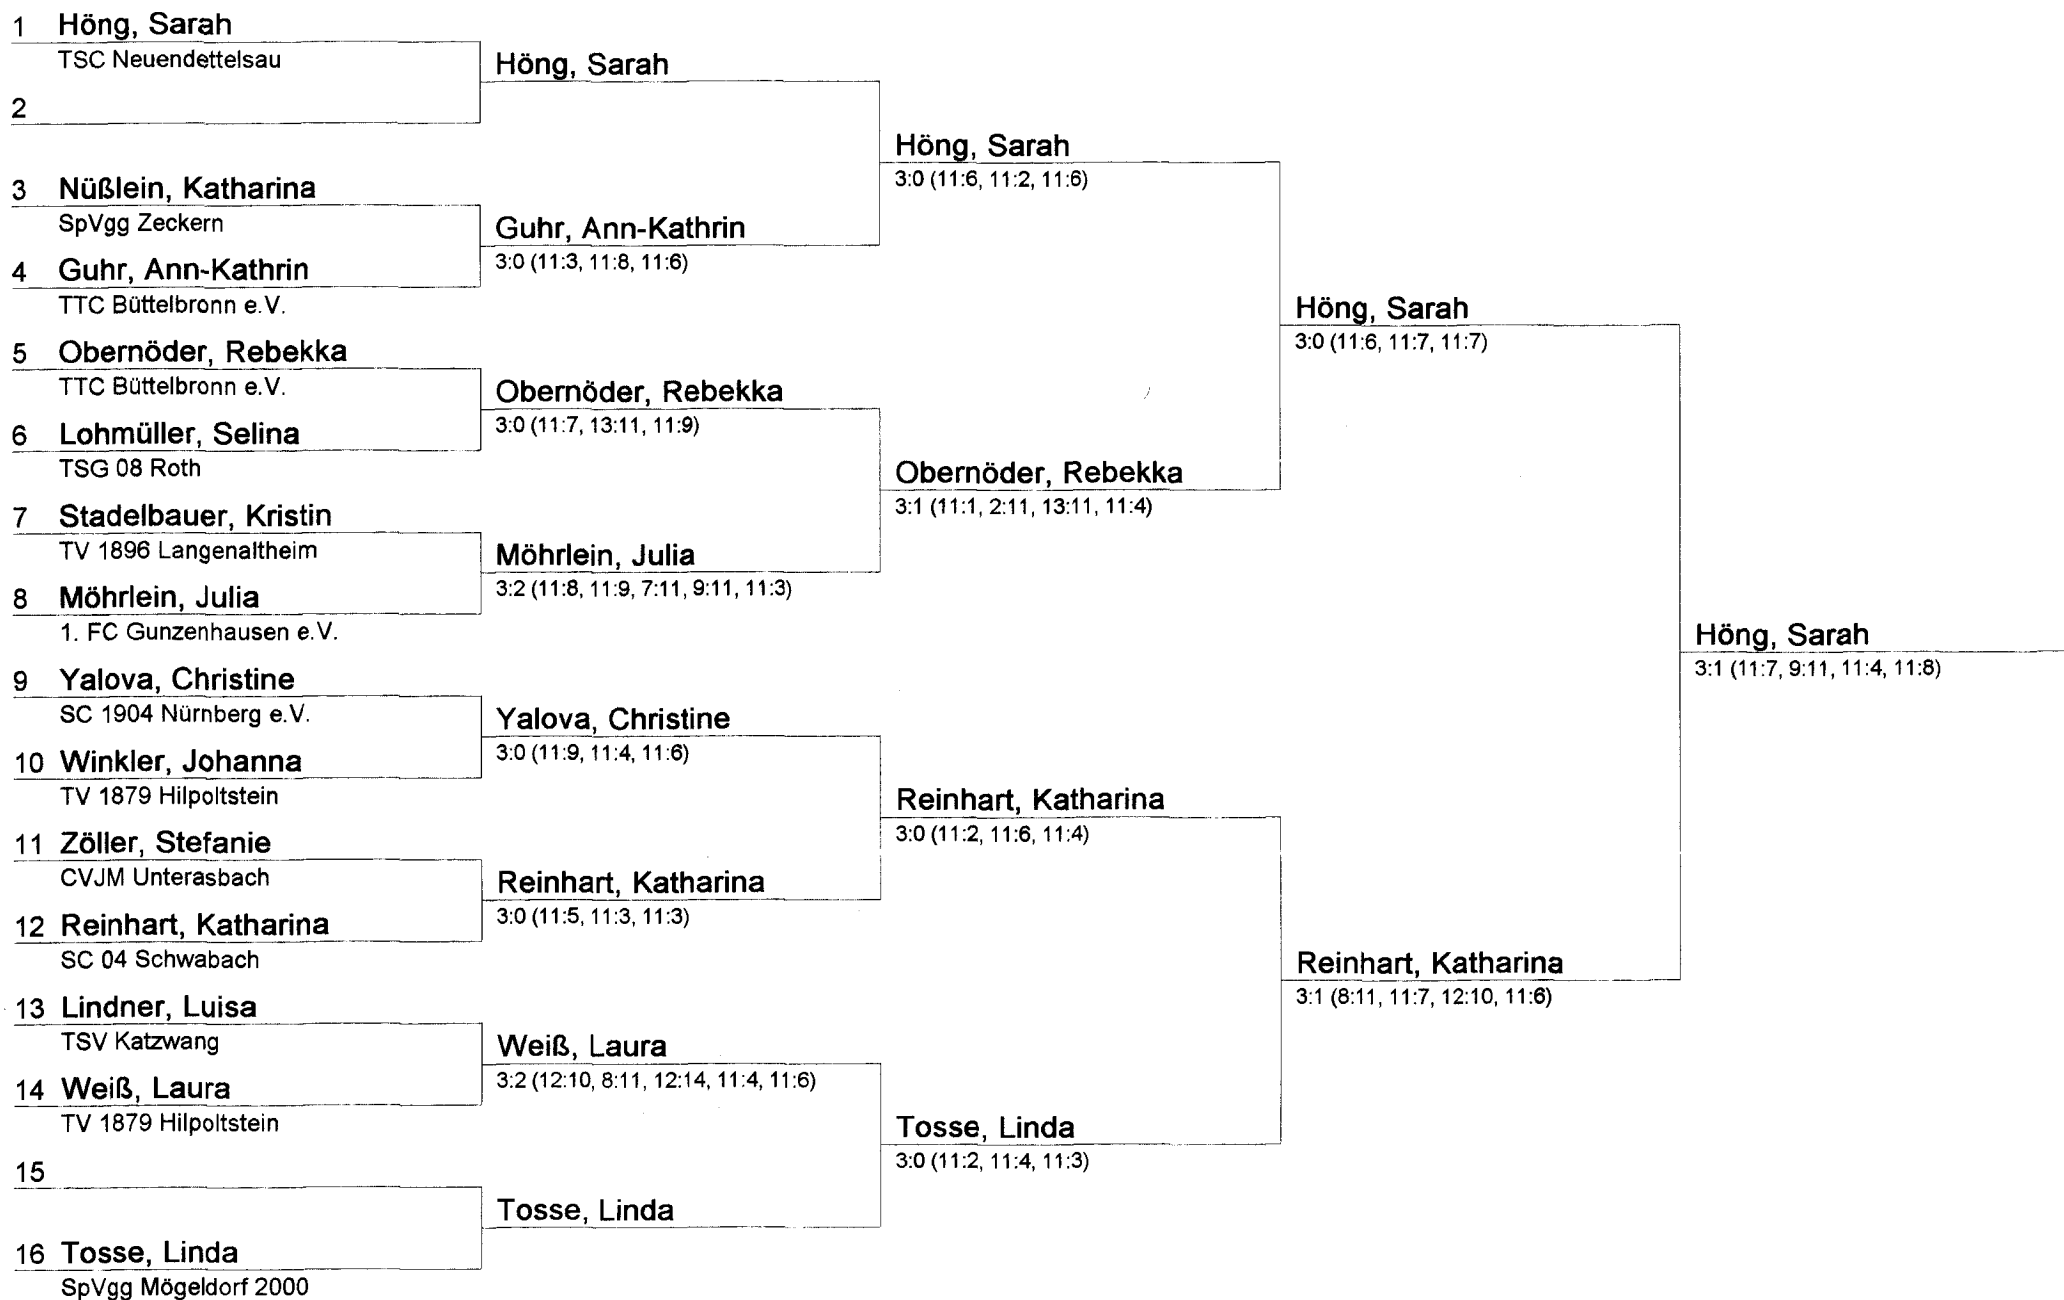 1 Höng, Sarah
TSC Neuendettelsau
2
3 Nüßlein, Katharina
SpVgg Zeckern
4 Guhr, Ann-Kathrin
TTC Büttelbronn e.V.
5 Obernöder, Rebekka
TTC Büttelbronn e.V.
6 Lohmüller, Selina
TSG 08 Roth
7 Stadelbauer, Kristin
TV 1896 Langenaltheim
8 Möhrlein, Julia
1. FC Gunzenhausen e.V.
9 Yalova, Christine
SC 1904 Nürnberg e.V.
10 Winkler, Johanna
TV 1879 Hilpoltstein
11 Zöller, Stefanie
CVJM Unterasbach
12 Reinhart, Katharina
SC 04 Schwabach
13 Lindner, Luisa
TSV Katzwang
14 Weiß, Laura
TV 1879 Hilpoltstein
15
16 Tosse, Linda
SpVgg Mögeldorf 2000
Höng, Sarah
Guhr, Ann-Kathrin
3:0 (11:3, 11:8, 11:6)
Obernöder, Rebekka
3:0 (11:7, 13:11, 11:9)
Möhrlein, Julia
3:2 (11:8, 11:9, 7:11, 9:11, 11:3)
Yalova, Christine
3:0 (11:9, 11:4, 11:6)
Reinhart, Katharina
3:0 (11:5, 11:3, 11:3)
Weiß, Laura
3:2 (12:10, 8:11, 12:14, 11:4, 11:6)
Tosse, Linda
Höng, Sarah
3:0 (11:6, 11:2, 11:6)
Obernöder, Rebekka
3:1 (11:1, 2:11, 13:11, 11:4)
Reinhart, Katharina
3:0 (11:2, 11:6, 11:4)
Tosse, Linda
3:0 (11:2, 11:4, 11:3)
Höng, Sarah
3:0 (11:6, 11:7, 11:7)
Reinhart, Katharina
3:1 (8:11, 11:7, 12:10, 11:6)
Höng, Sarah
3:1 (11:7, 9:11, 11:4, 11:8)